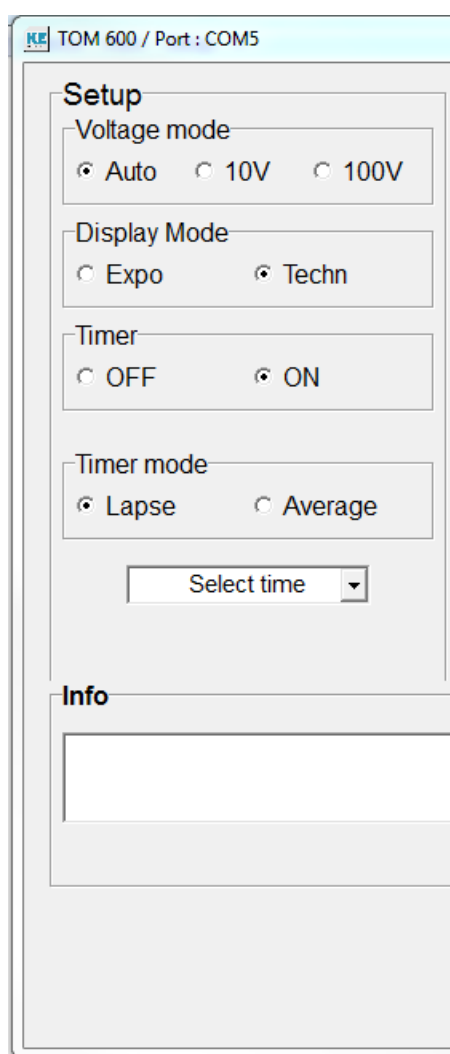 KE TOM 600 / Port : COM5
Setup
Voltage mode
Auto 10V 100V
Display Mode
Expo Techn
Timer
OFF ON
Timer mode
Lapse Average
Select time
Info